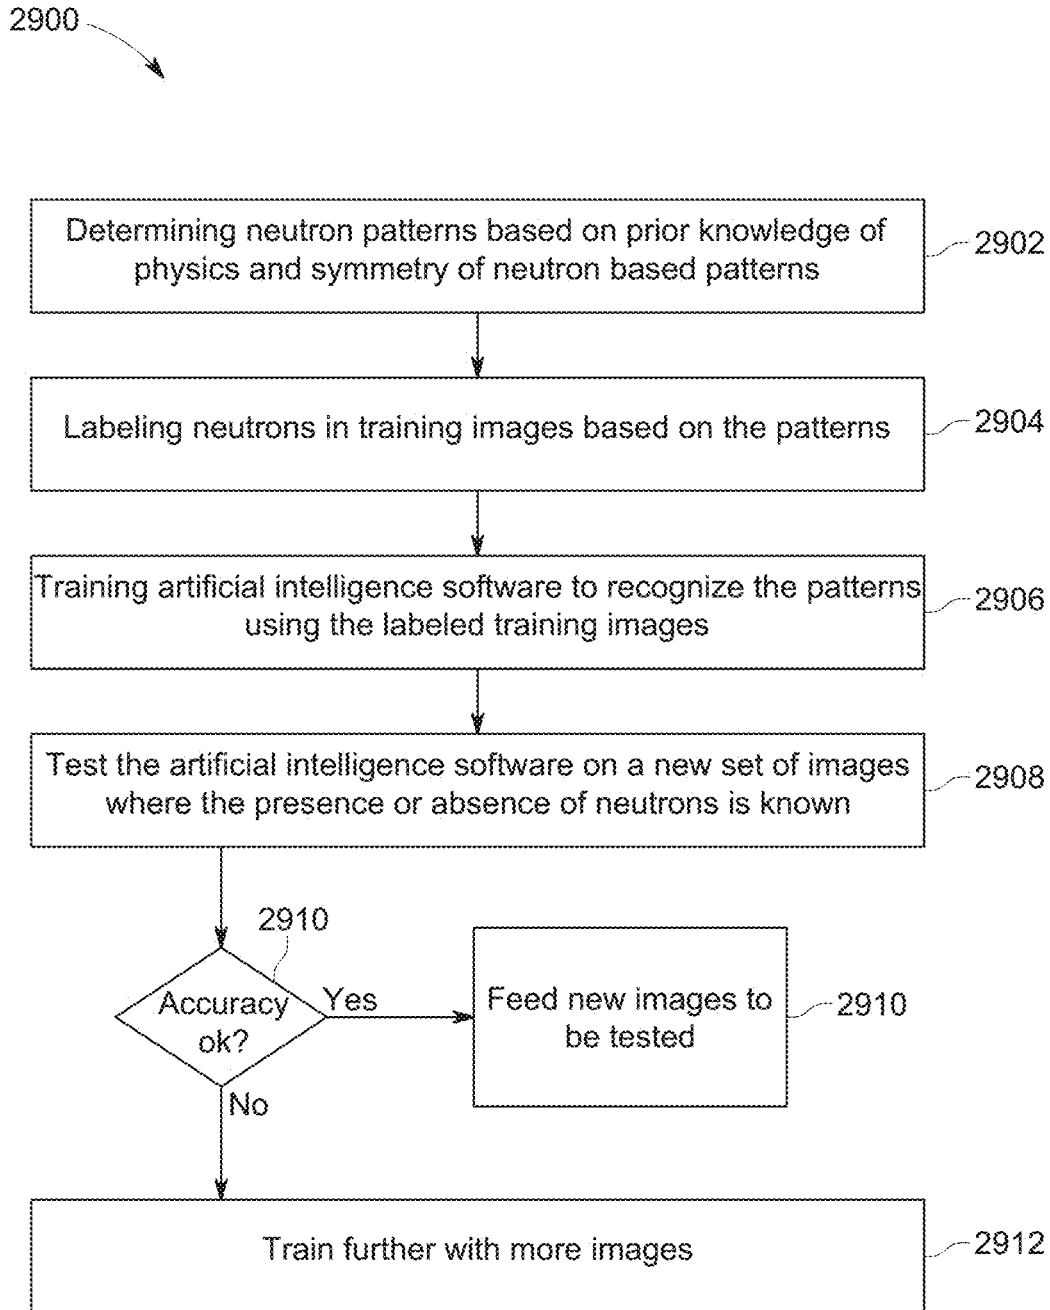 2900
Determining neutron patterns based on prior knowledge of
physics and symmetry of neutron based patterns
2902
Labeling neutrons in training images based on the patterns
2904
Training artificial intelligence software to recognize the patterns
using the labeled training images
2906
Test the artificial intelligence software on a new set of images
where the presence or absence of neutrons is known
2908
2910
Accuracy
ok?
Yes
Feed new images to
be tested
2910
No
Train further with more images
2912